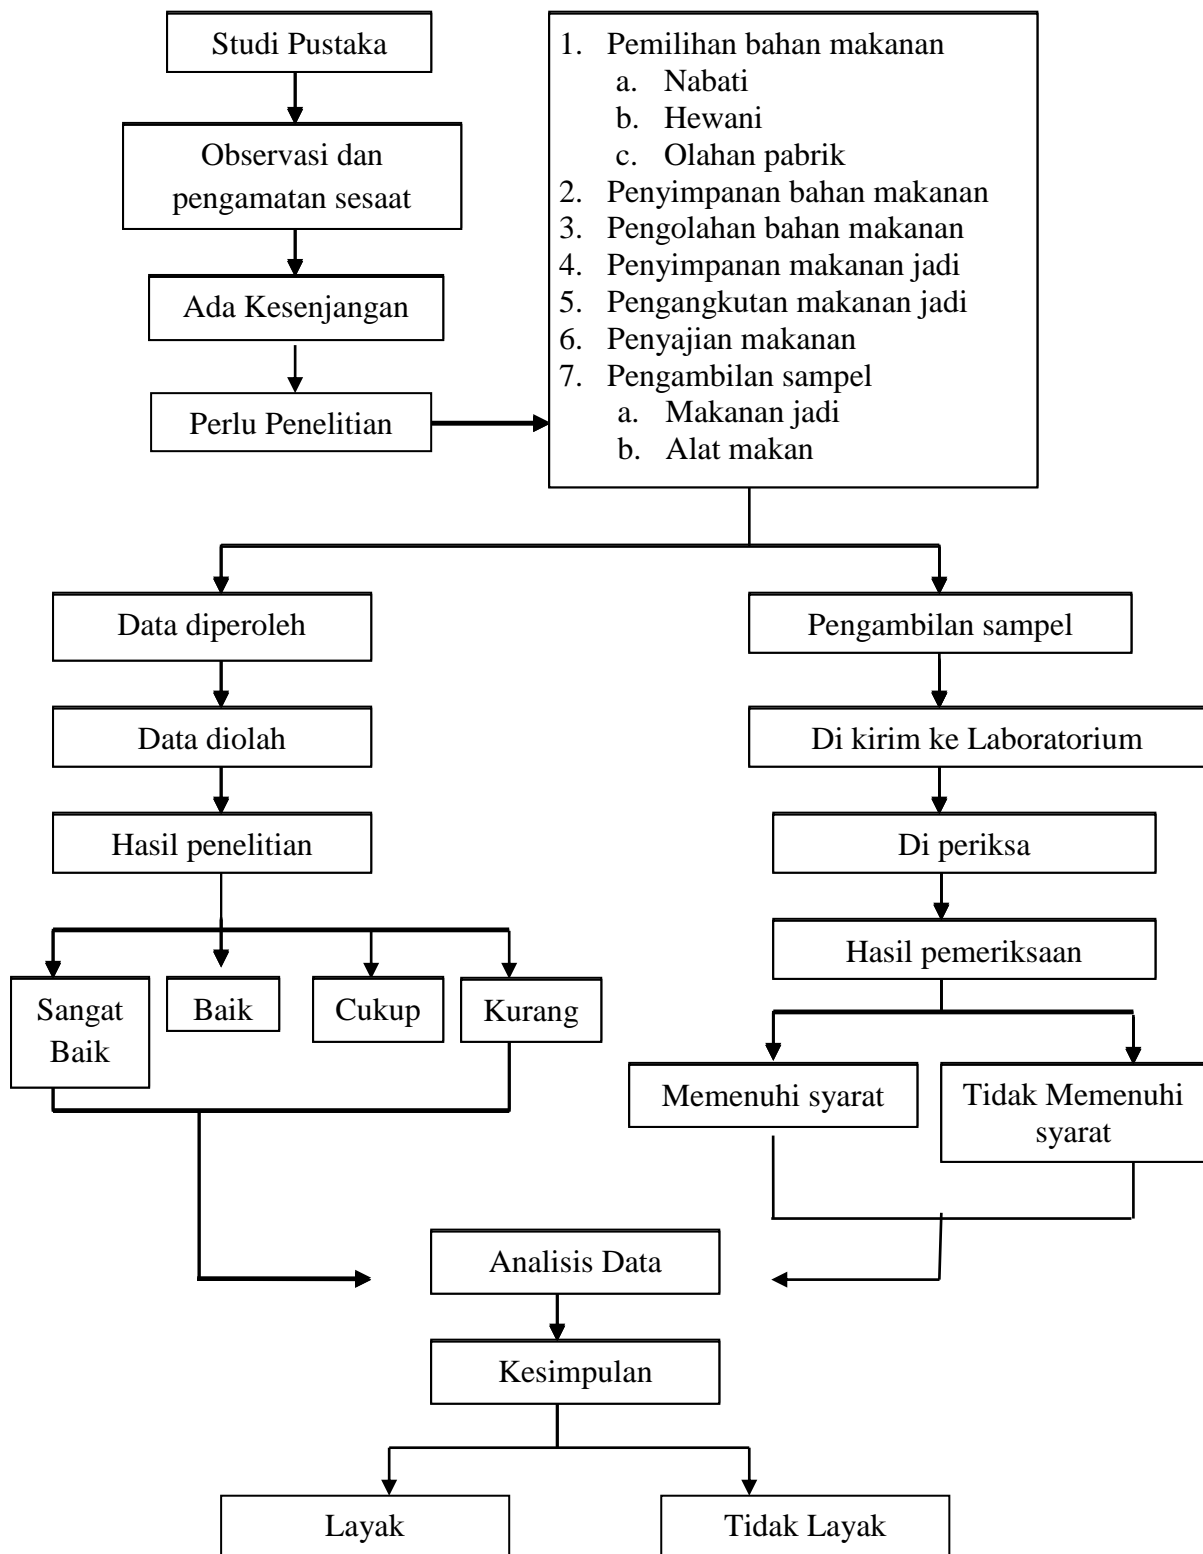 Studi Pustaka
Observasi dan
pengamatan sesaat
Ada Kesenjangan
Perlu Penelitian
1. Pemilihan bahan makanan
a. Nabati
b. Hewani
c. Olahan pabrik
2. Penyimpanan bahan makanan
3. Pengolahan bahan makanan
4. Penyimpanan makanan jadi
5. Pengangkutan makanan jadi
6. Penyajian makanan
7. Pengambilan sampel
a. Makanan jadi
b. Alat makan
Data diperoleh
Data diolah
Hasil penelitian
Sangat
Baik
Baik
Cukup
Kurang
Pengambilan sampel
Di kirim ke Laboratorium
Di periksa
Hasil pemeriksaan
Memenuhi syarat
Tidak Memenuhi
syarat
Analisis Data
Kesimpulan
Layak
Tidak Layak